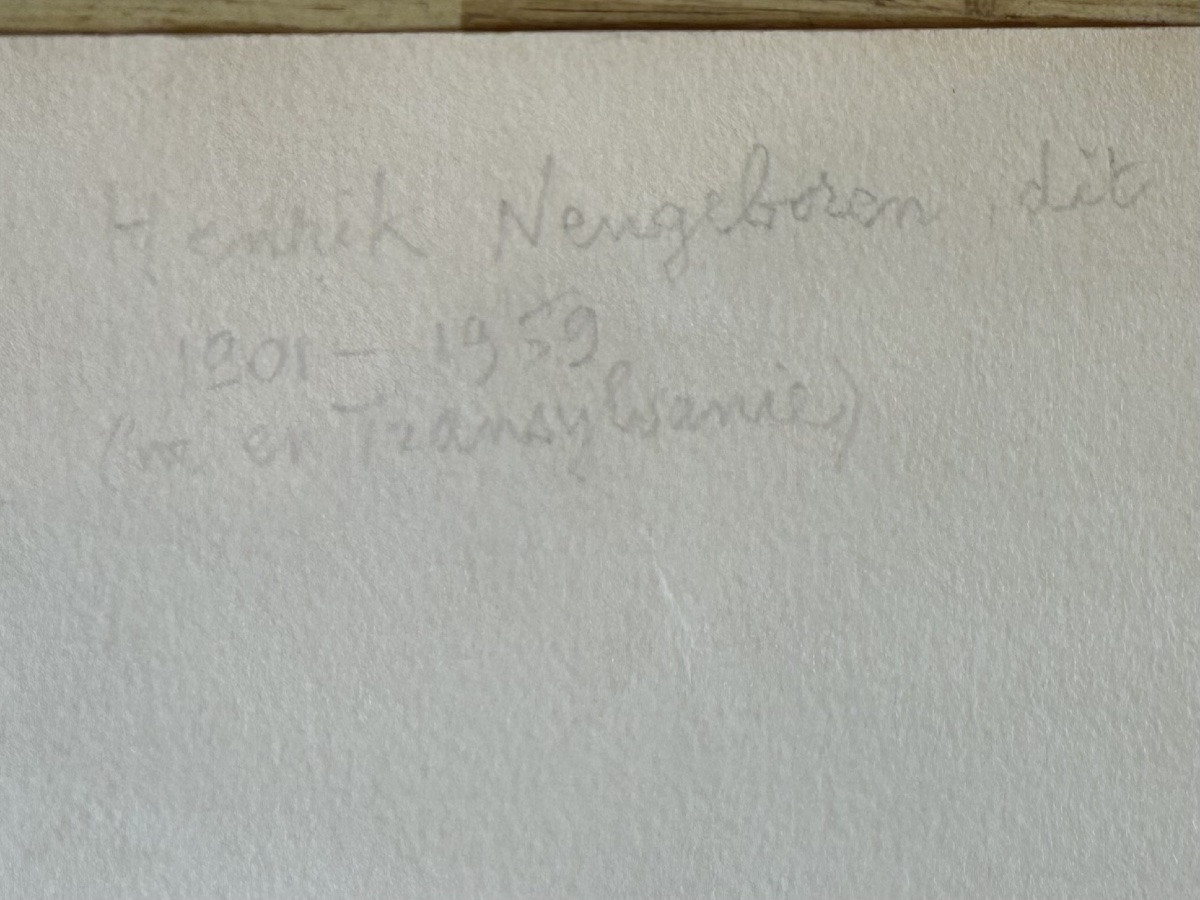 Henrik Neugeboren, dit
1901 - 1959
(né en Transylvanie)